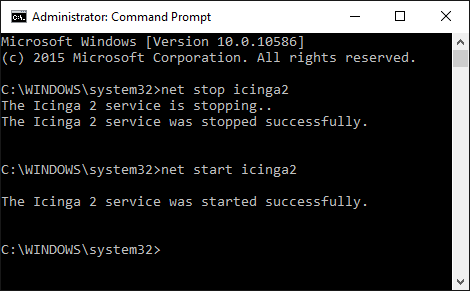 Administrator: Command Prompt
Microsoft Windows [Version 10.0.10586]
(c) 2015 Microsoft Corporation. All rights reserved.
C:\WINDOWS\system32>net stop icinga2
The Icinga 2 service is stopping..
The Icinga 2 service was stopped successfully.
C:\WINDOWS\system32>net start icinga2
The Icinga 2 service was started successfully.
C:\WINDOWS\system32>